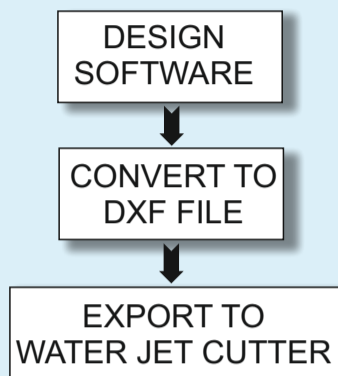 DESIGN
SOFTWARE
CONVERT TO
DXF FILE
EXPORT TO
WATER JET CUTTER